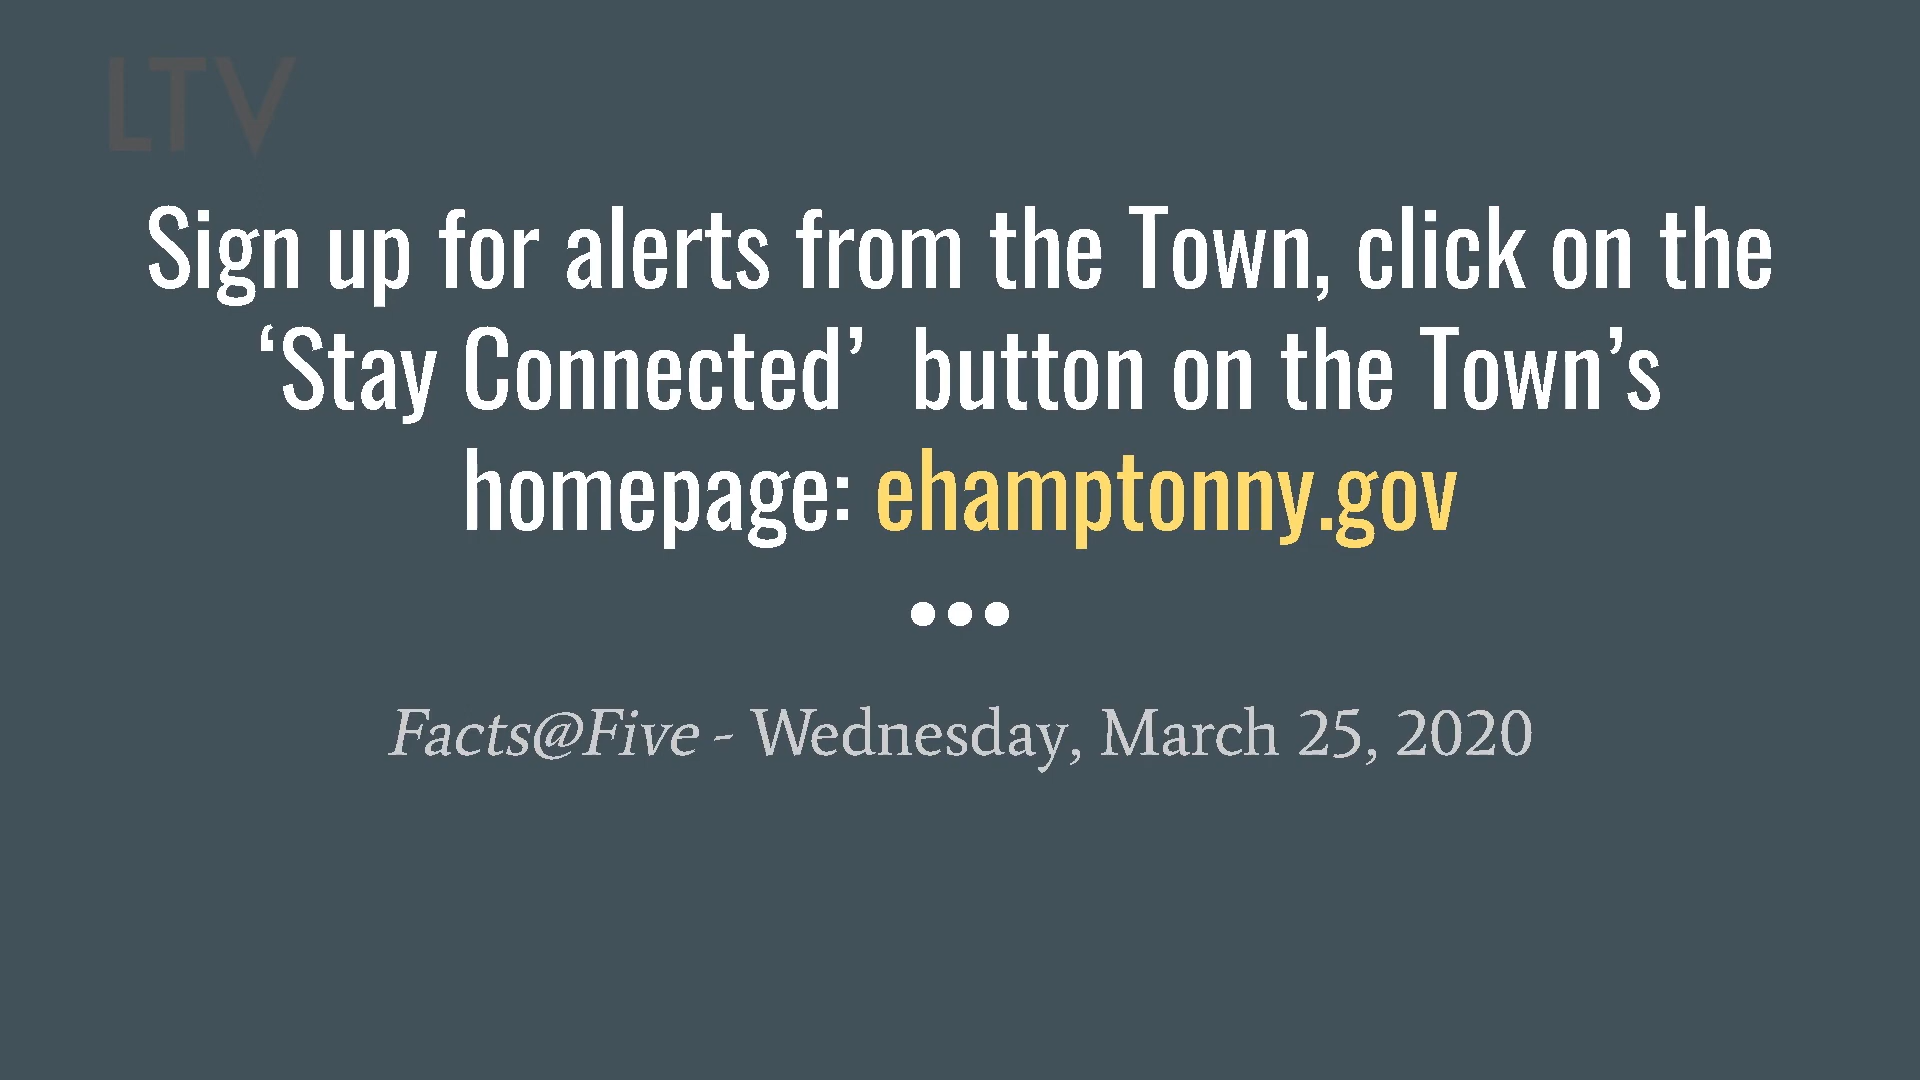 LTV
Sign up for alerts from the Town, click on the
‘Stay Connected’  button on the Town’s
homepage: ehamptonny.gov
Facts@Five - Wednesday, March 25, 2020